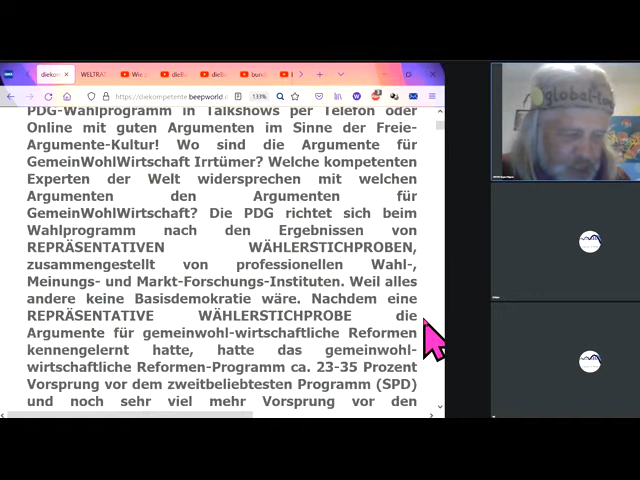 diekom
WELTRAT
Wie
dieBa
dieBa
bund
https://diekompetente.beepworld.d
133%
PDG-Wahlprogramm in Talkshows per Telefon oder
Online mit guten Argumenten im Sinne der Freie-
Argumente-Kultur! Wo sind die Argumente für
GemeinWohlWirtschaft Irrtümer? Welche kompetenten
Experten der Welt widersprechen mit welchen
Argumenten den Argumenten für
GemeinWohlWirtschaft? Die PDG richtet sich beim
Wahlprogramm nach den Ergebnissen von
REPRÄSENTATIVEN WÄHLERSTICHPROBEN,
zusammengestellt von professionellen Wahl-,
Meinungs- und Markt-Forschungs-Instituten. Weil alles
andere keine Basisdemokratie wäre. Nachdem eine
REPRÄSENTATIVE WÄHLERSTICHPROBE die
Argumente für gemeinwohl-wirtschaftliche Reformen
kennengelernt hatte, hatte das gemeinwohl-
wirtschaftliche Reformen-Programm ca. 23-35 Prozent
Vorsprung vor dem zweitbeliebtesten Programm (SPD)
und noch sehr viel mehr Vorsprung vor den